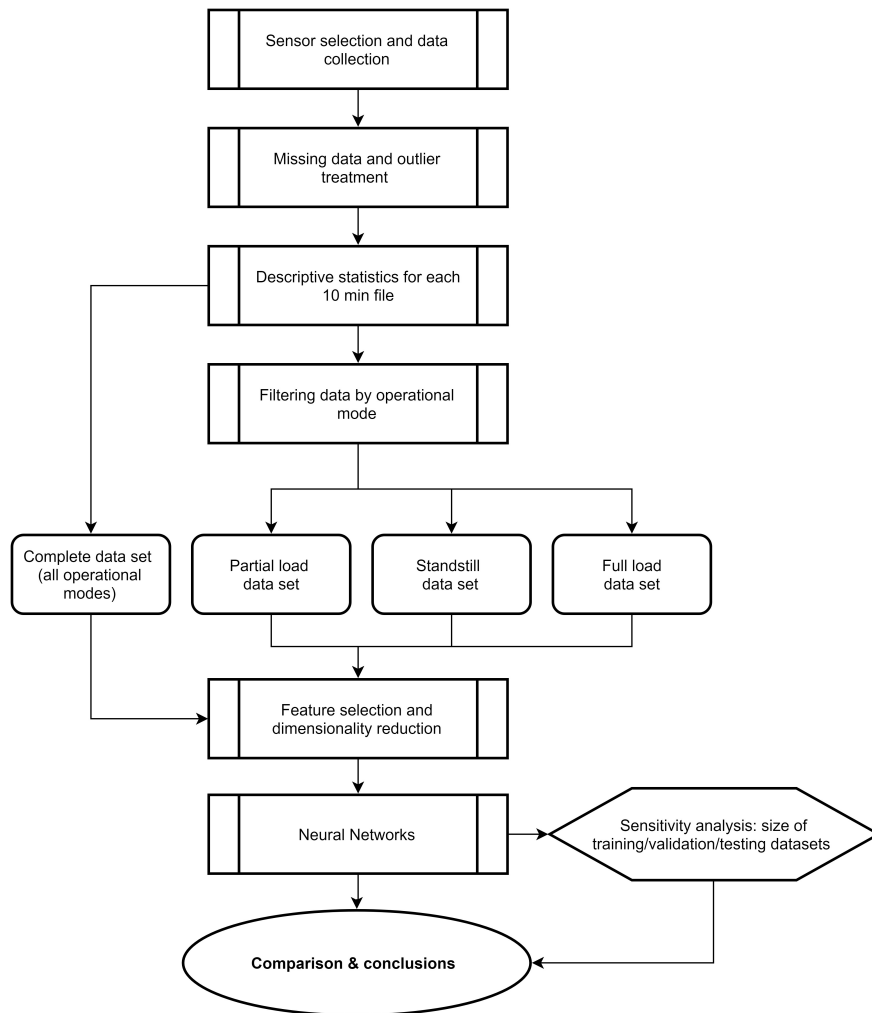 Sensor selection and data
collection
Missing data and outlier
treatment
Descriptive statistics for each
10 min file
Filtering data by operational
mode
Complete data set
(all operational
modes)
Partial load
data set
Standstill
data set
Full load
data set
Feature selection and
dimensionality reduction
Neural Networks
Sensitivity analysis: size of
training/validation/testing datasets
Comparison & conclusions